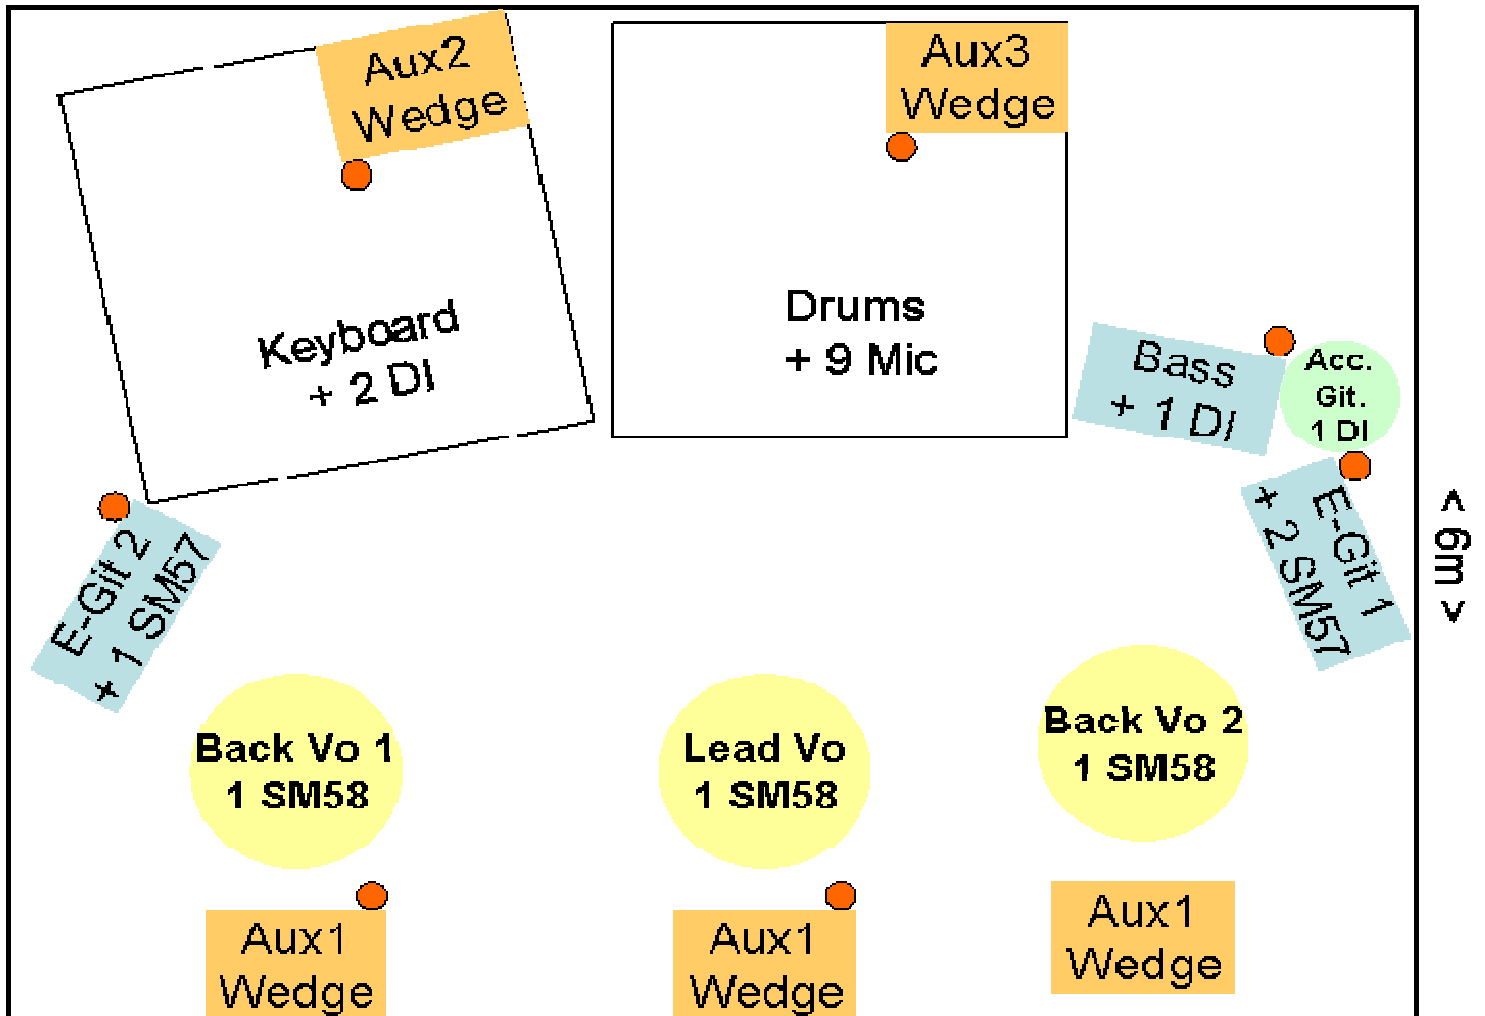 Aux2
Wedge
Aux3
Wedge
Keyboard
+ 2 DI
Drums
+ 9 Mic
Bass
+ 1 DI
Acc.
Git.
1 DI
E-Git 2
+ 1 SM57
E-Git 1
+ 2 SM57
< 6m >
Back Vo 1
1 SM58
Lead Vo
1 SM58
Back Vo 2
1 SM58
Aux1
Wedge
Aux1
Wedge
Aux1
Wedge